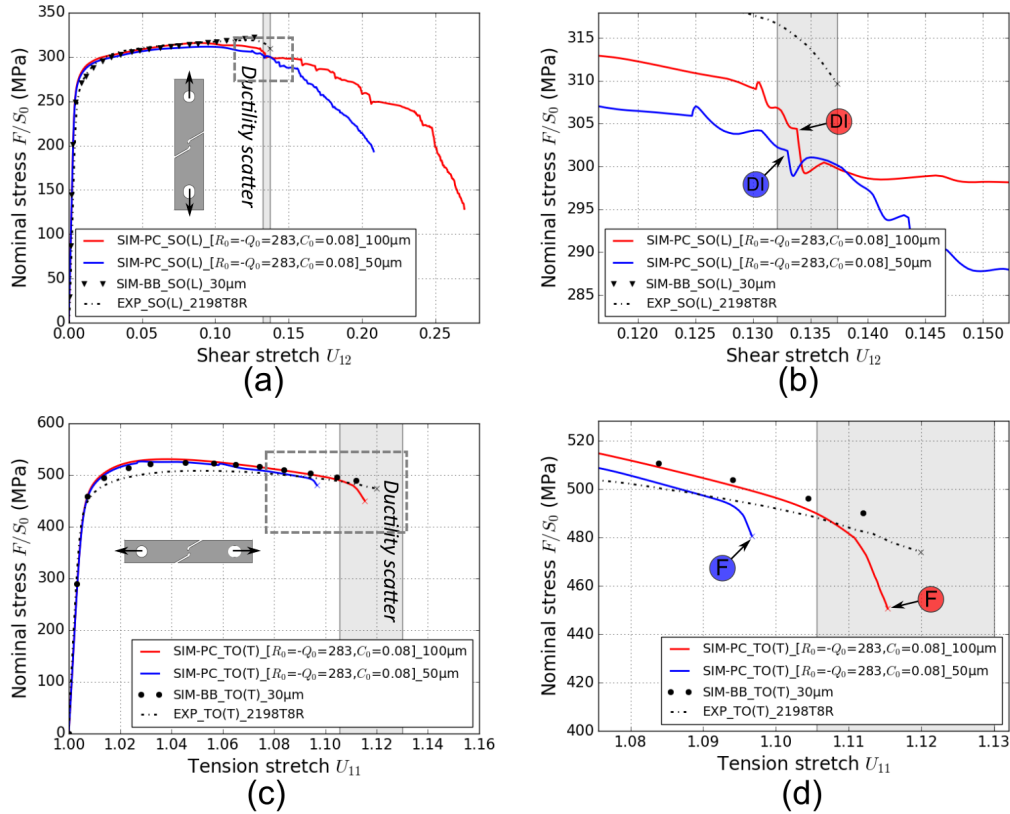 350
300
250
200
150
100
50
0
Nominal stress F/S₀ (MPa)
Ductility scatter
SIM-PC_SO(L)_[R₀=-Q₀=283,C₀=0.08]_100μm
SIM-PC_SO(L)_[R₀=-Q₀=283,C₀=0.08]_50μm
SIM-BB_SO(L)_30μm
EXP_SO(L)_2198T8R
0.00 0.05 0.10 0.15 0.20 0.25
Shear stretch U₁₂
(a)
315
310
305
300
295
290
285
Nominal stress F/S₀ (MPa)
DI
DI
SIM-PC_SO(L)_[R₀=-Q₀=283,C₀=0.08]_100μm
SIM-PC_SO(L)_[R₀=-Q₀=283,C₀=0.08]_50μm
SIM-BB_SO(L)_30μm
EXP_SO(L)_2198T8R
0.120 0.125 0.130 0.135 0.140 0.145 0.150
Shear stretch U₁₂
(b)
600
500
400
300
200
100
0
Nominal stress F/S₀ (MPa)
Ductility scatter
SIM-PC_TO(T)_[R₀=-Q₀=283,C₀=0.08]_100μm
SIM-PC_TO(T)_[R₀=-Q₀=283,C₀=0.08]_50μm
SIM-BB_TO(T)_30μm
EXP_TO(T)_2198T8R
1.00 1.02 1.04 1.06 1.08 1.10 1.12 1.14 1.16
Tension stretch U₁₁
(c)
520
500
480
460
440
420
400
Nominal stress F/S₀ (MPa)
F
F
SIM-PC_TO(T)_[R₀=-Q₀=283,C₀=0.08]_100μm
SIM-PC_TO(T)_[R₀=-Q₀=283,C₀=0.08]_50μm
SIM-BB_TO(T)_30μm
EXP_TO(T)_2198T8R
1.08 1.09 1.10 1.11 1.12 1.13
Tension stretch U₁₁
(d)